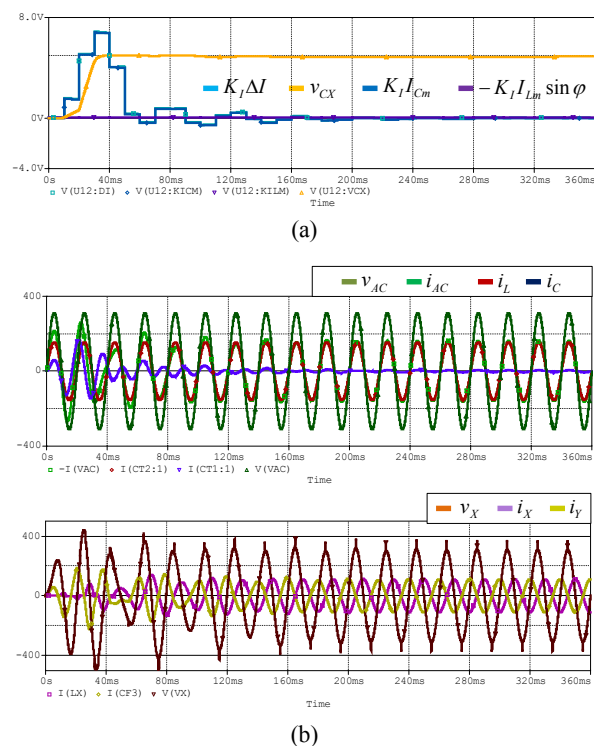 8.0V
K_IΔI v_CX K_I I_Cm −K_I I_Lm sin φ
0V
-4.0V
0s 40ms 80ms 120ms 160ms 200ms 240ms 280ms 320ms 360ms
V(U12:DI) V(U12:KICM) V(U12:KILM) V(U12:VCX)
Time
(a)
v_AC i_AC i_L i_C
400
0
-400
0s 40ms 80ms 120ms 160ms 200ms 240ms 280ms 320ms 360ms
-I(VAC) I(CT2:1) I(CT1:1) V(VAC)
Time
v_X i_X i_Y
400
0
-400
0s 40ms 80ms 120ms 160ms 200ms 240ms 280ms 320ms 360ms
I(LX) I(CF3) V(VX)
Time
(b)